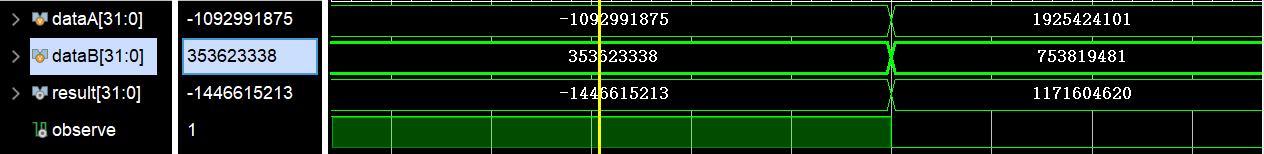 dataA[31:0] -1092991875 -1092991875 1925424101
dataB[31:0] 353623338 353623338 753819481
result[31:0] -1446615213 -1446615213 1171604620
observe 1